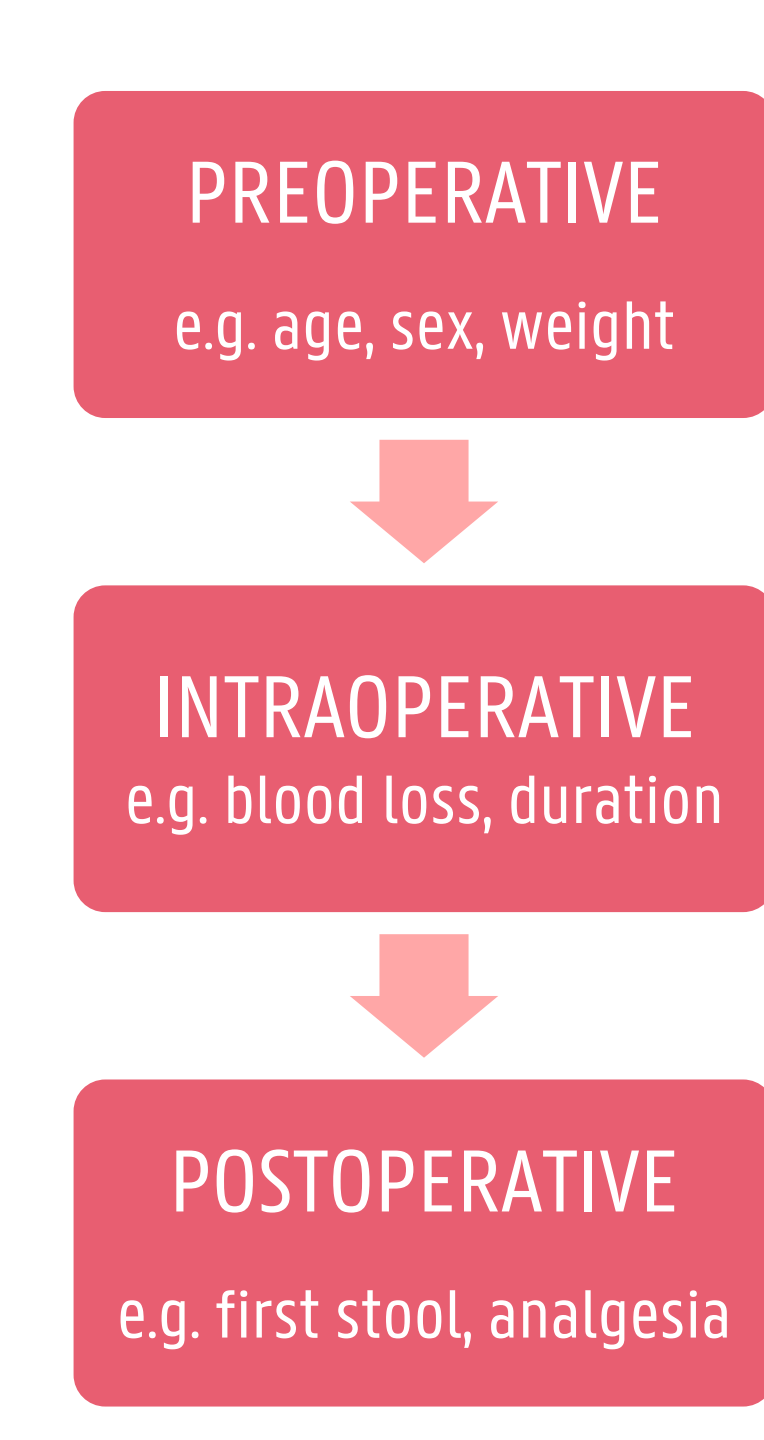 PREOPERATIVE
e.g. age, sex, weight
INTRAOPERATIVE
e.g. blood loss, duration
POSTOPERATIVE
e.g. first stool, analgesia